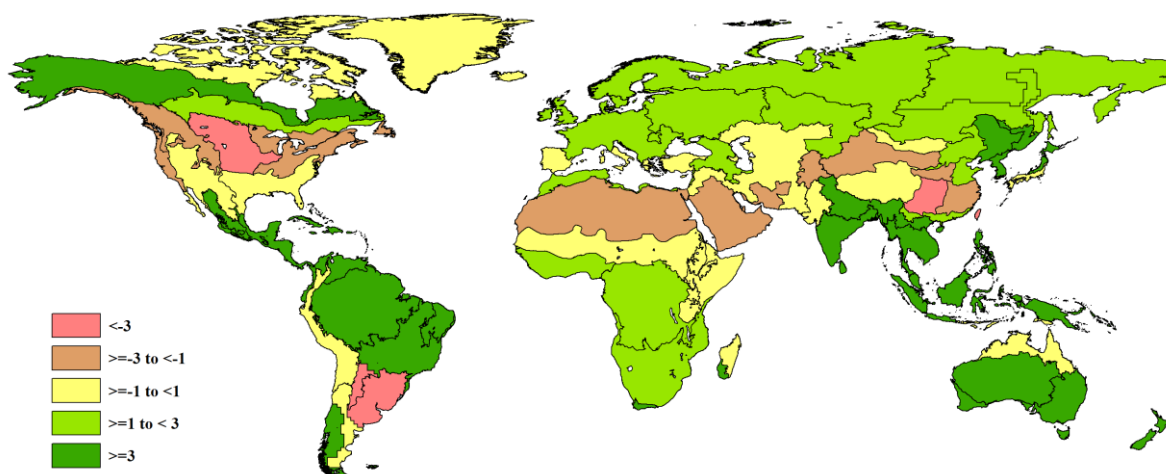 <-3
>=-3 to <-1
>=-1 to <1
>=1 to < 3
>=3